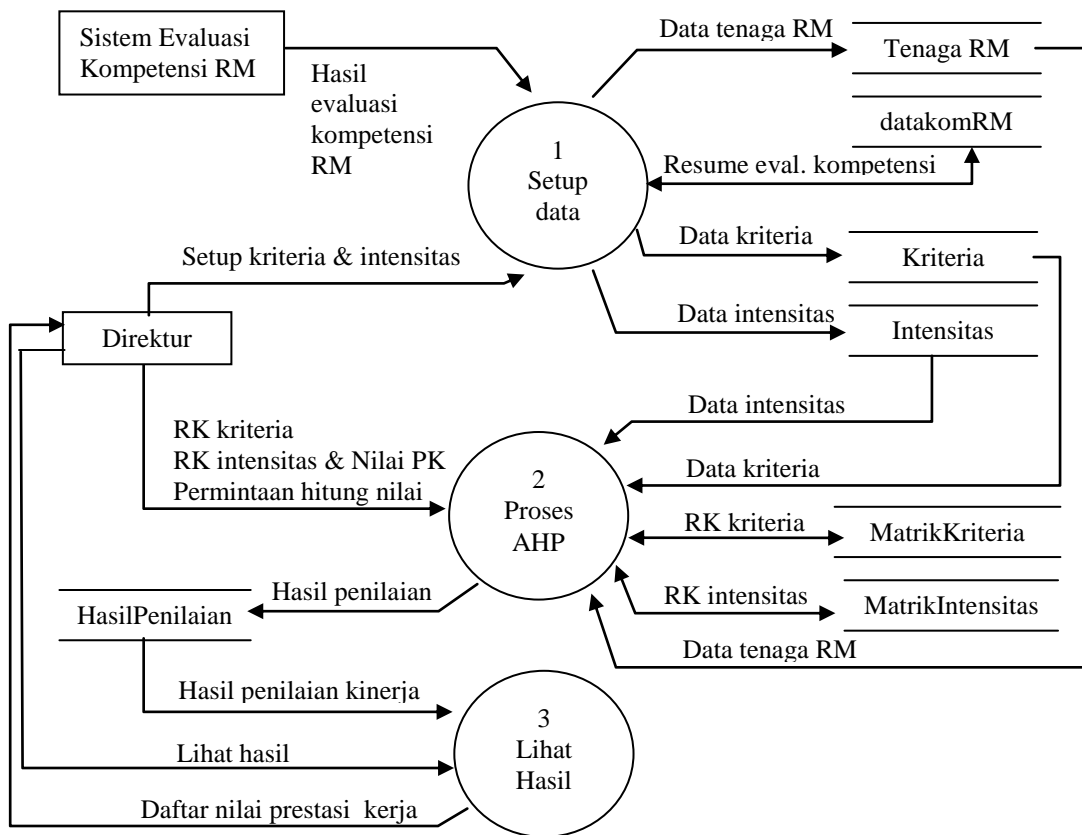 Sistem Evaluasi
Kompetensi RM
Hasil
evaluasi
kompetensi
RM
Data tenaga RM
Tenaga RM
datakomRM
1
Setup
data
Resume eval. kompetensi
Data kriteria
Kriteria
Setup kriteria & intensitas
Data intensitas
Intensitas
Direktur
Data intensitas
RK kriteria
RK intensitas & Nilai PK
Permintaan hitung nilai
2
Proses
AHP
Data kriteria
RK kriteria
MatrikKriteria
Hasil penilaian
HasilPenilaian
RK intensitas
MatrikIntensitas
Data tenaga RM
Hasil penilaian kinerja
3
Lihat
Hasil
Lihat hasil
Daftar nilai prestasi kerja